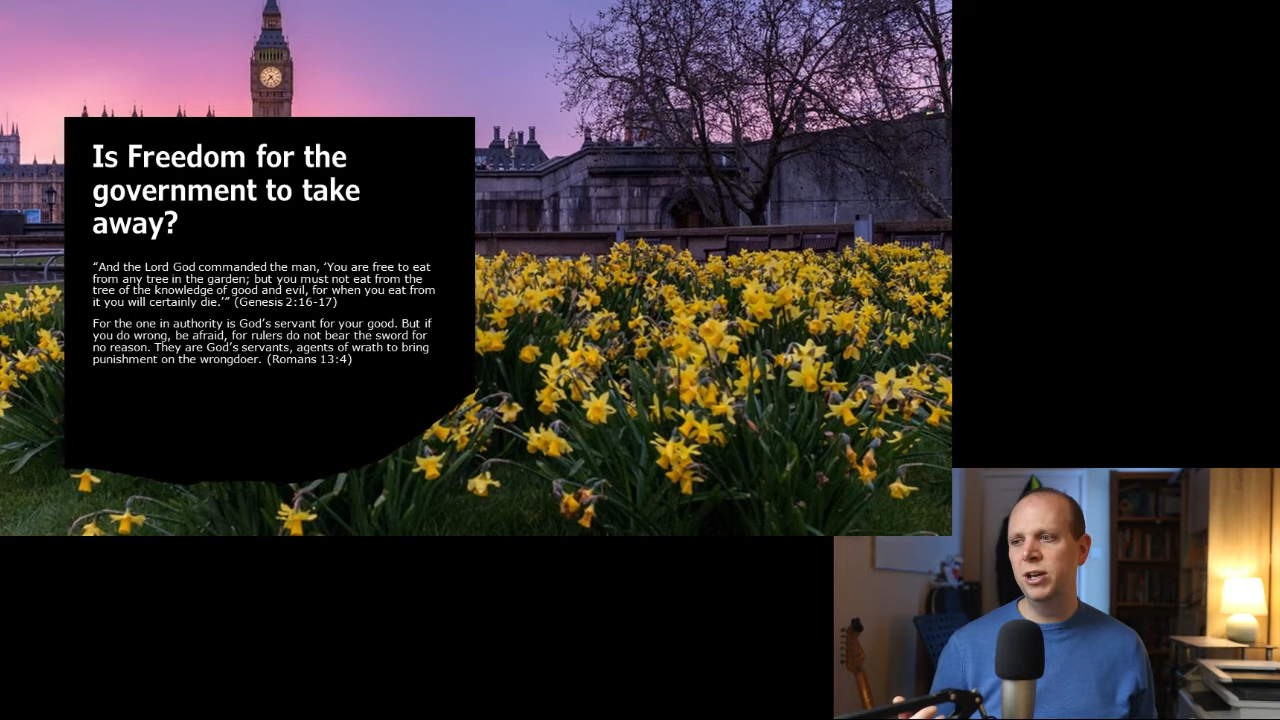 Is Freedom for the
government to take
away?
“And the Lord God commanded the man, ‘You are free to eat
from any tree in the garden; but you must not eat from the
tree of the knowledge of good and evil, for when you eat from
it you will certainly die.’” (Genesis 2:16-17)
For the one in authority is God’s servant for your good. But if
you do wrong, be afraid, for rulers do not bear the sword for
no reason. They are God’s servants, agents of wrath to bring
punishment on the wrongdoer. (Romans 13:4)